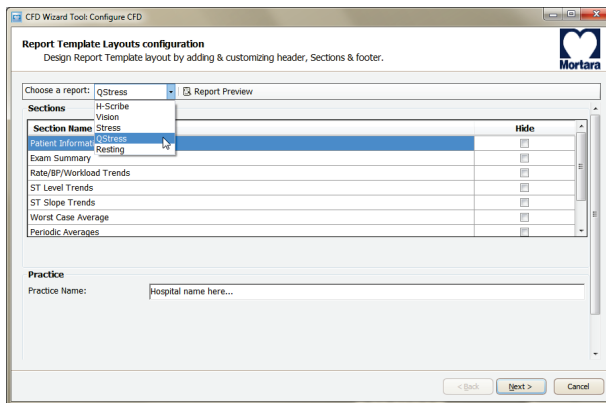 CFD Wizard Tool: Configure CFD
Report Template Layouts configuration
Design Report Template layout by adding & customizing header, Sections & footer.
Mortara
Choose a report: QStress Report Preview
H-Scribe
Vision
Stress
QStress
Resting
Sections
Section Name Hide
Patient Informati
Exam Summary
Rate/BP/Workload Trends
ST Level Trends
ST Slope Trends
Worst Case Average
Periodic Averages
Practice
Practice Name: Hospital name here...
< Back Next > Cancel